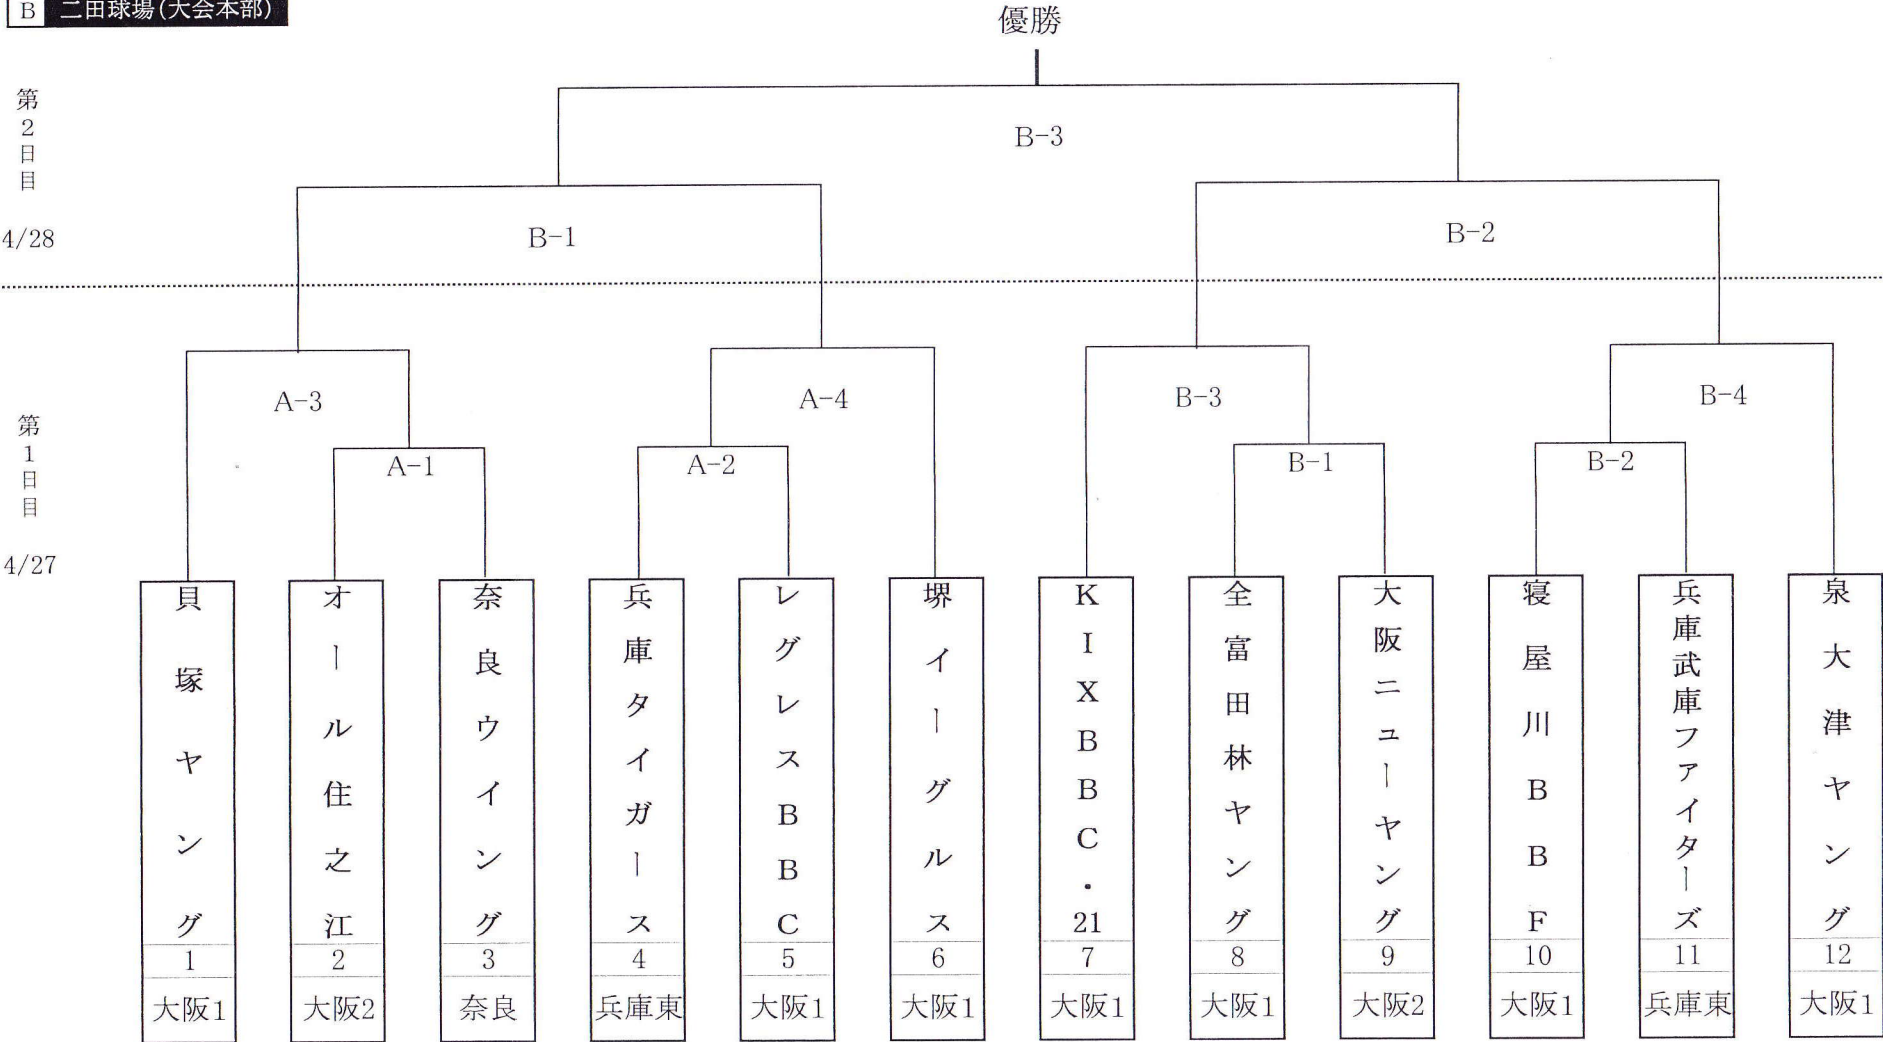 B 二田球場(大会本部)
優勝
第2日目
4/28
B-3
B-1
B-2
第1日目
4/27
A-3
A-4
B-3
B-4
A-1
A-2
B-1
B-2
貝塚ヤング
1
大阪1
オール住之江
2
大阪2
奈良ウイング
3
奈良
兵庫タイガース
4
兵庫東
レグレスBBC
5
大阪1
堺イーグルス
6
大阪1
KIXBBC・21
7
大阪1
全富田林ヤング
8
大阪1
大阪ニューヤング
9
大阪2
寝屋川BBF
10
大阪1
兵庫武庫ファイターズ
11
兵庫東
泉大津ヤング
12
大阪1